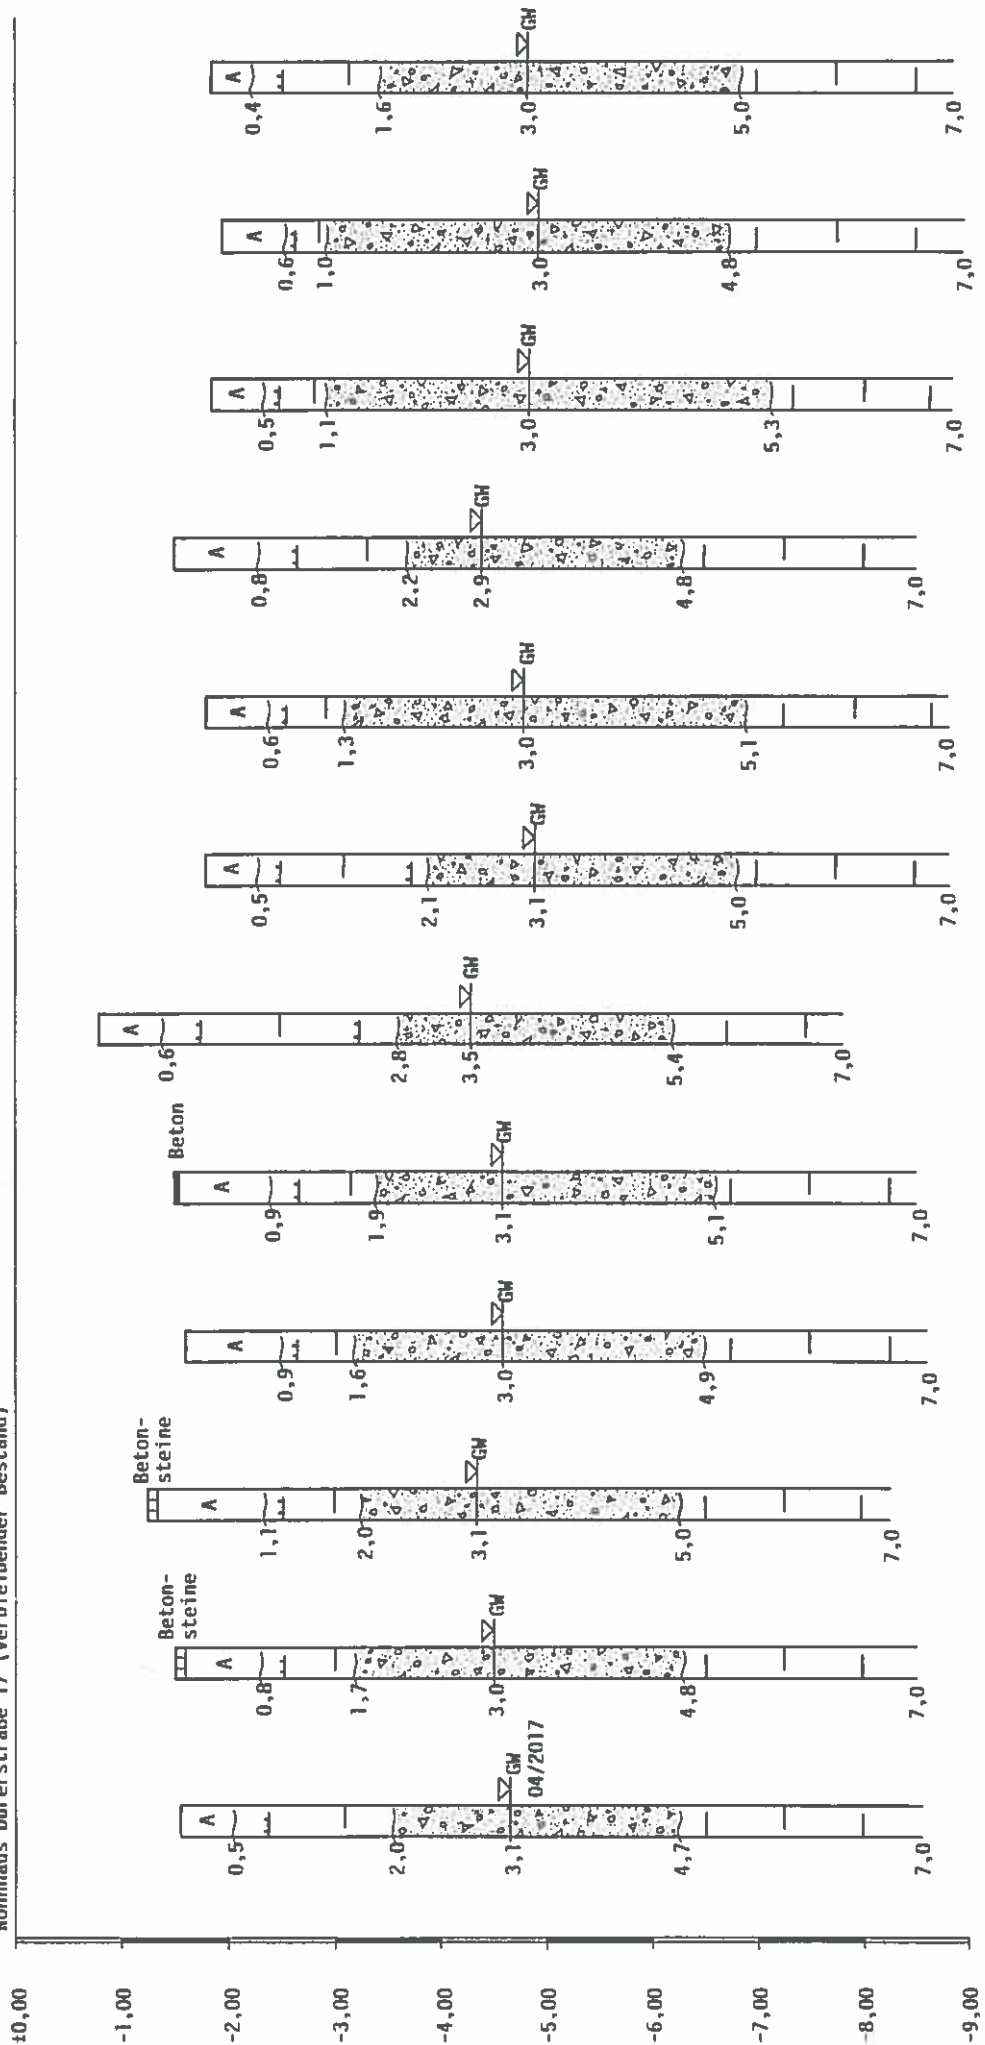 Wohnhaus Dürerstraße 17 (verbleibender Bestand)
±0,00
-1,00
-2,00
-3,00
-4,00
-5,00
-6,00
-7,00
-8,00
-9,00
A
0,5
2,0
3,1
GW
04/2017
4,7
7,0
Beton-
steine
A
0,8
1,7
3,0
GW
4,8
7,0
Beton-
steine
A
1,1
2,0
3,1
GW
5,0
7,0
A
0,9
1,6
3,0
GW
4,9
7,0
Beton
A
0,9
1,9
3,1
GW
5,1
7,0
A
0,6
2,8
3,5
GW
5,4
7,0
A
0,5
2,1
3,1
GW
5,0
7,0
A
0,6
1,3
3,0
GW
5,1
7,0
A
0,8
2,2
2,9
GW
4,8
7,0
A
0,5
1,1
3,0
GW
5,3
7,0
A
0,6
1,0
3,0
GW
4,8
7,0
A
0,4
1,6
3,0
GW
5,0
7,0